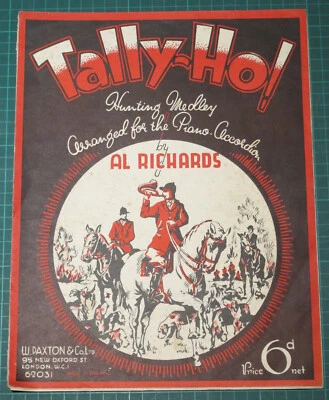 Tally-Ho!
Hunting Medley
Arranged for the Piano-Accordion
by
AL RICHARDS
W. PAXTON & Co. LTD
95 NEW OXFORD ST
LONDON, W.C.1
62031
Price 6d net